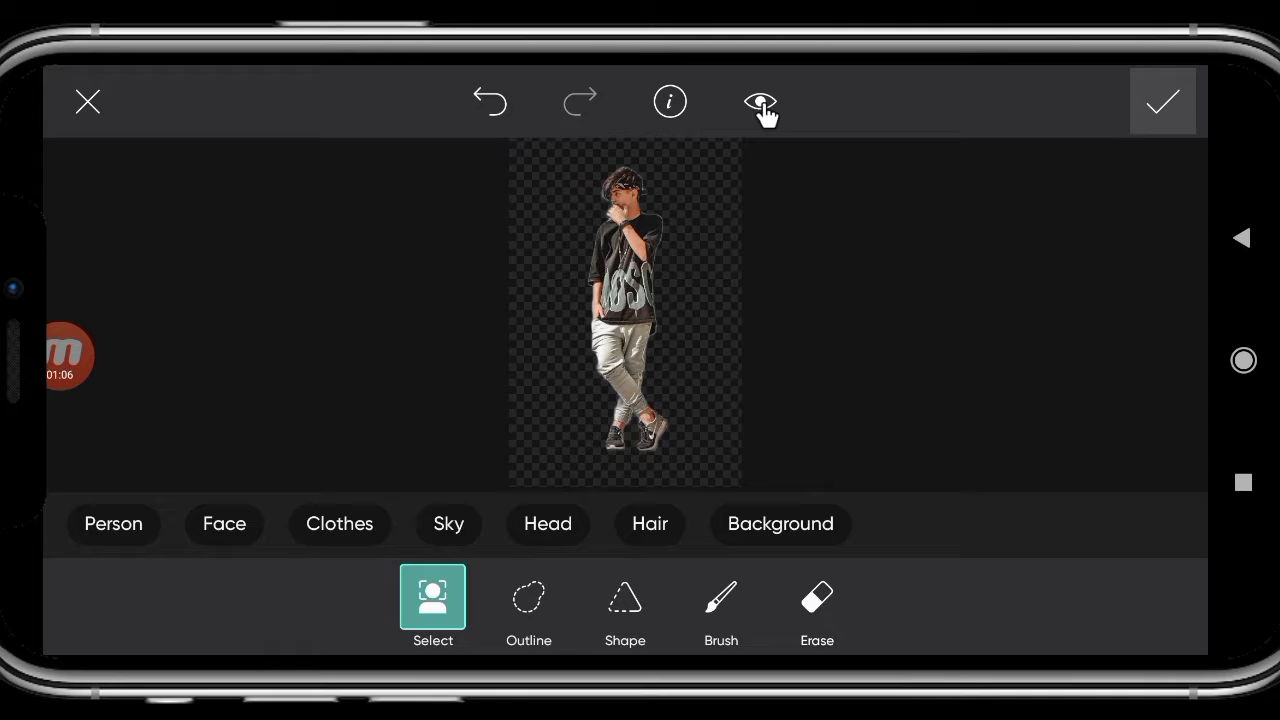 m
01:06
Person Face Clothes Sky Head Hair Background
Select Outline Shape Brush Erase